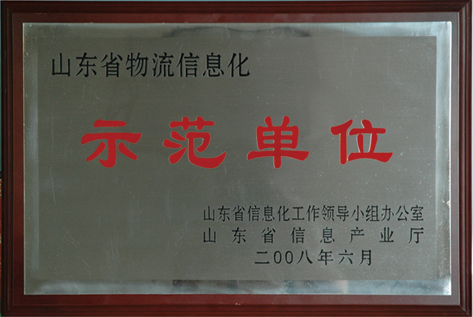 山东省物流信息化
示范单位
山东省信息化工作领导小组办公室
山东省信息产业厅
二00八年六月